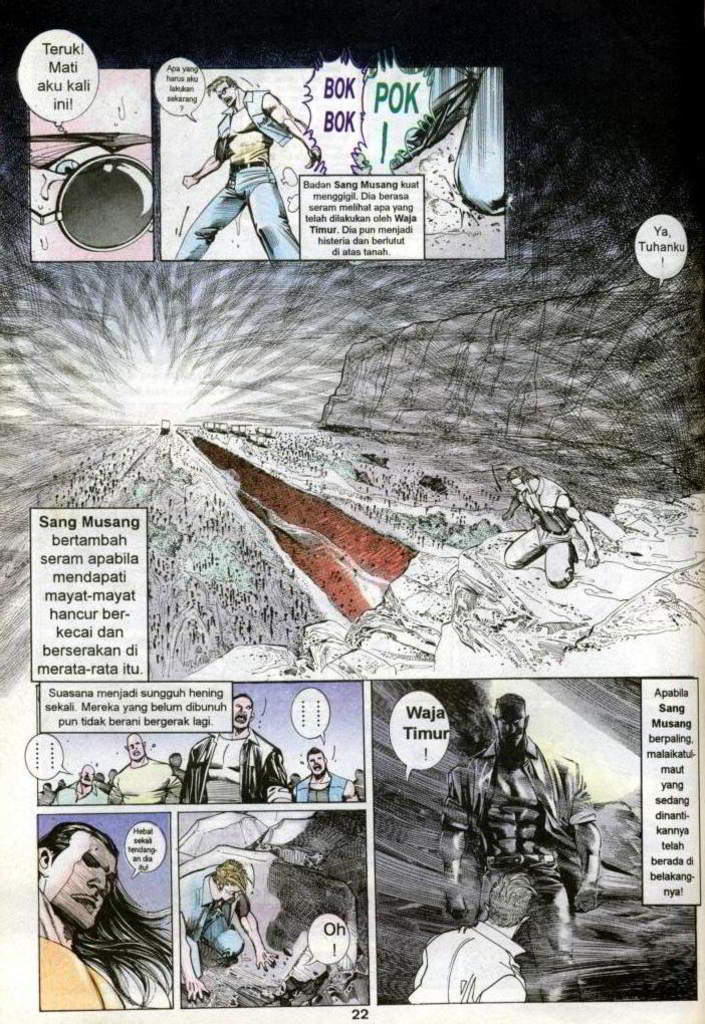 Teruk!
Mati
aku kali
ini!
Apa yang
harus aku
lakukan
sekarang
?
BOK
BOK
POK
!
Badan Sang Musang kuat
menggigil. Dia berasa
seram melihat apa yang
telah dilakukan oleh Waja
Timur. Dia pun menjadi
histeria dan berlutut
di atas tanah.
Ya,
Tuhanku
!
Sang Musang
bertambah
seram apabila
mendapati
mayat-mayat
hancur ber-
kecai dan
berserakan di
merata-rata itu.
Suasana menjadi sungguh hening
sekali. Mereka yang belum dibunuh
pun tidak berani bergerak lagi.
Waja
Timur
!
Apabila
Sang
Musang
berpaling,
malaikatul-
maut
yang
sedang
dinanti-
kannya
telah
berada di
belakang-
nya!
Hebat
sekali
tendang-
an dia
itu!
Oh
!
22